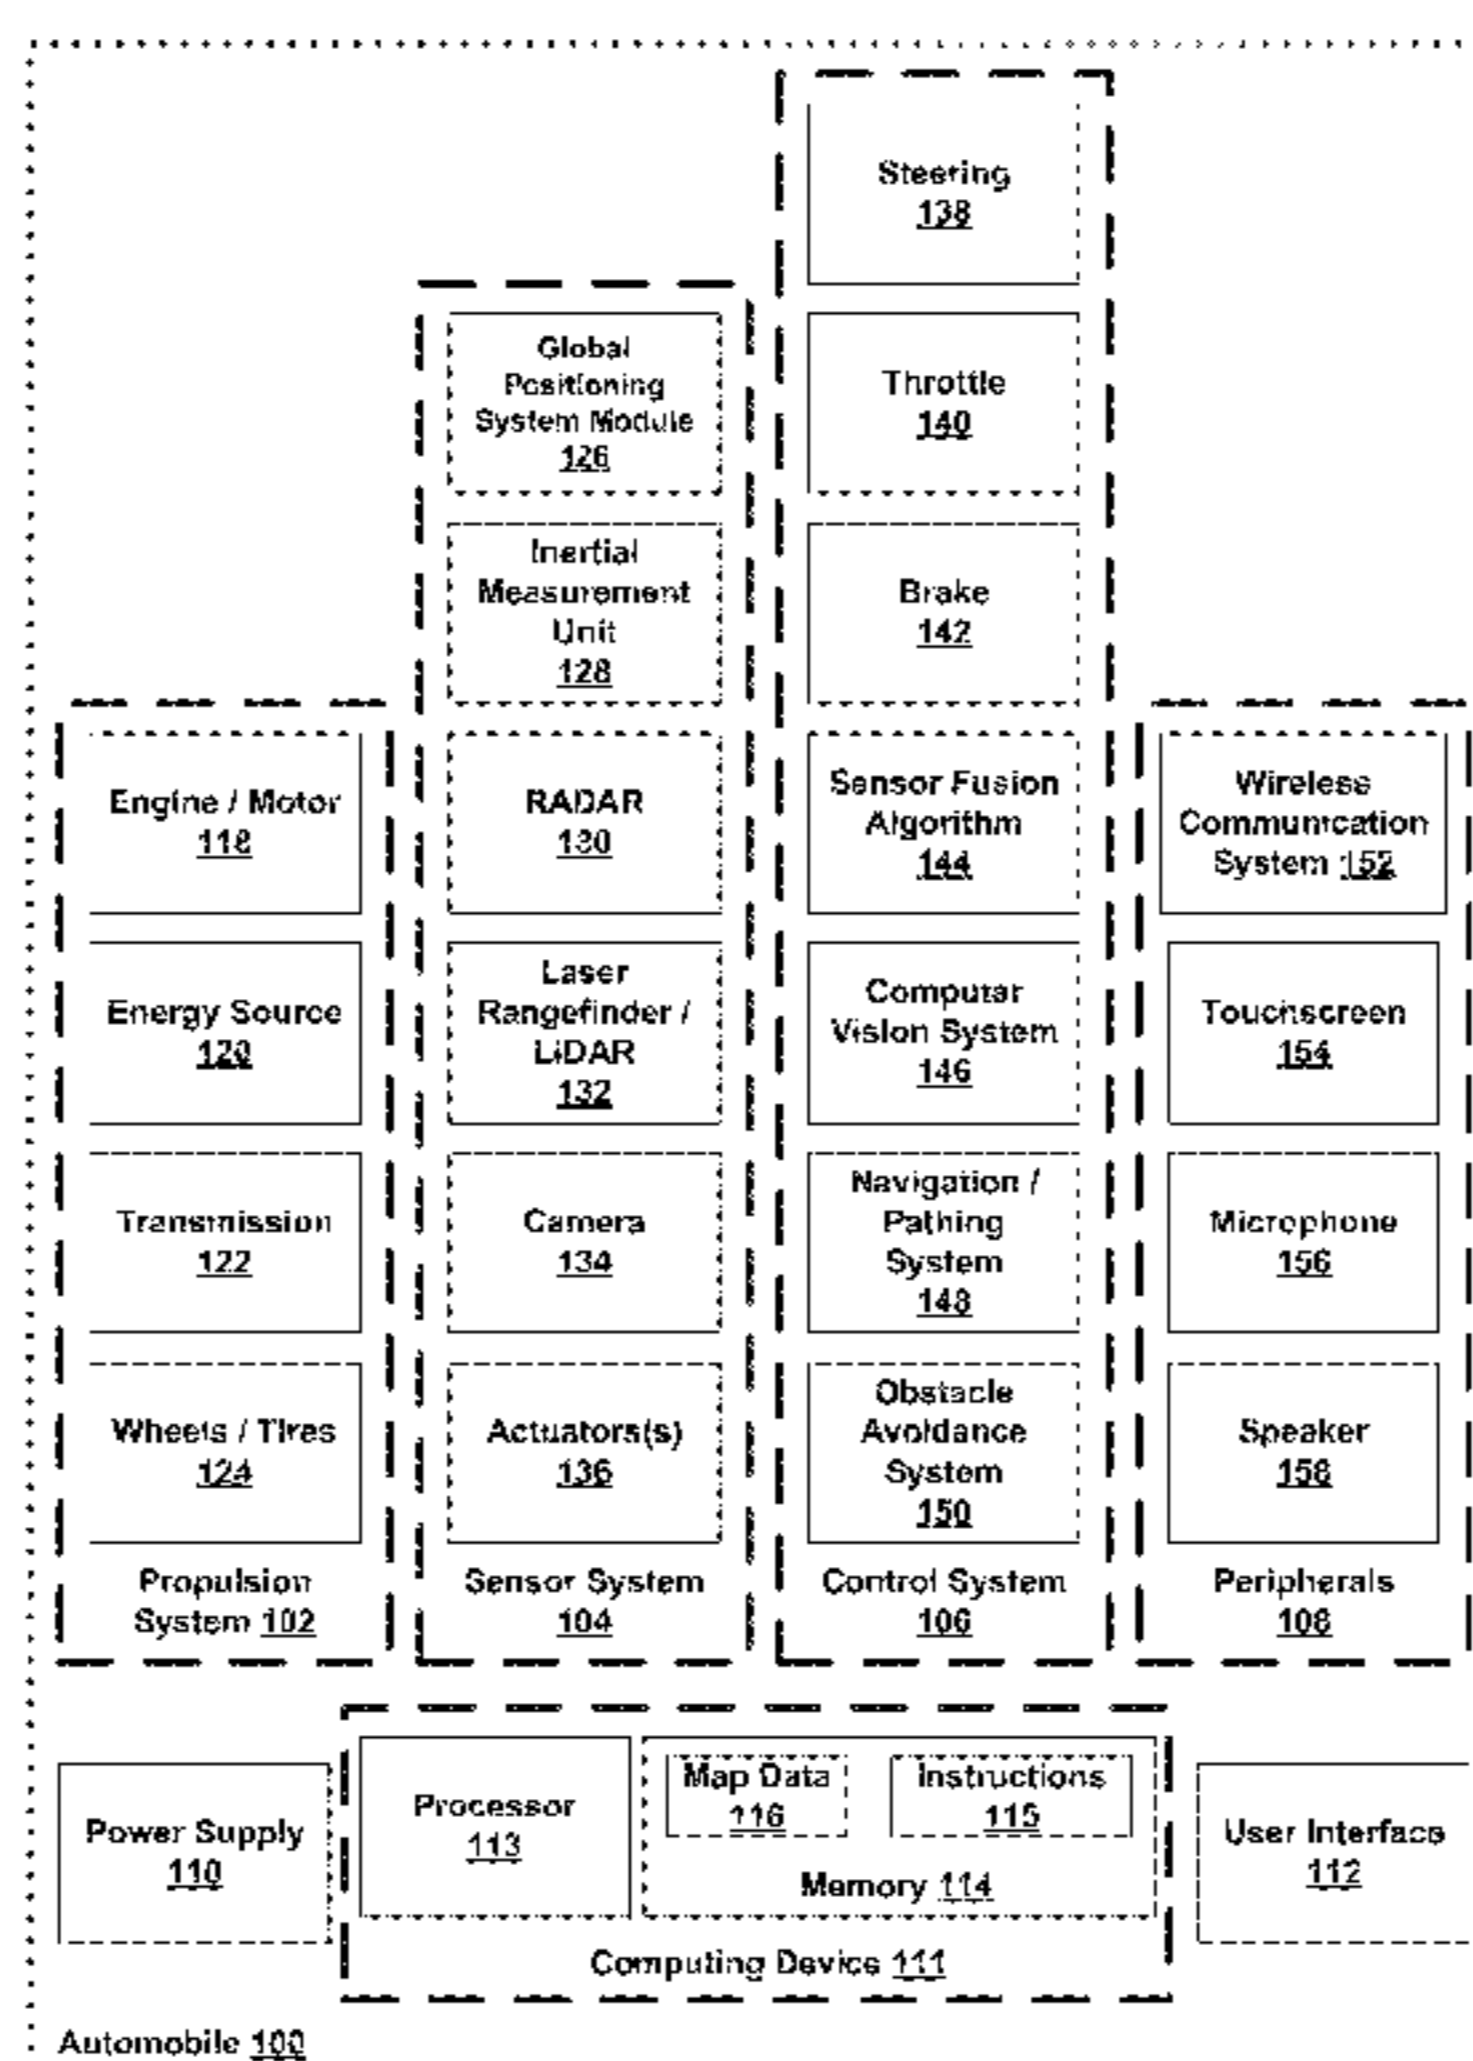 Steering
138
Global
Positioning
System Module
126
Throttle
140
Inertial
Measurement
Unit
128
Brake
142
Engine / Motor
118
RADAR
130
Sensor Fusion
Algorithm
144
Wireless
Communication
System 152
Energy Source
120
Laser
Rangefinder /
LiDAR
132
Computer
Vision System
146
Touchscreen
154
Transmission
122
Camera
134
Navigation /
Pathing
System
148
Microphone
156
Wheels / Tires
124
Actuators(s)
136
Obstacle
Avoidance
System
150
Speaker
158
Propulsion
System 102
Sensor System
104
Control System
106
Peripherals
108
Power Supply
110
Processor
113
Map Data
116
Instructions
115
Memory 114
Computing Device 111
User Interface
112
Automobile 100